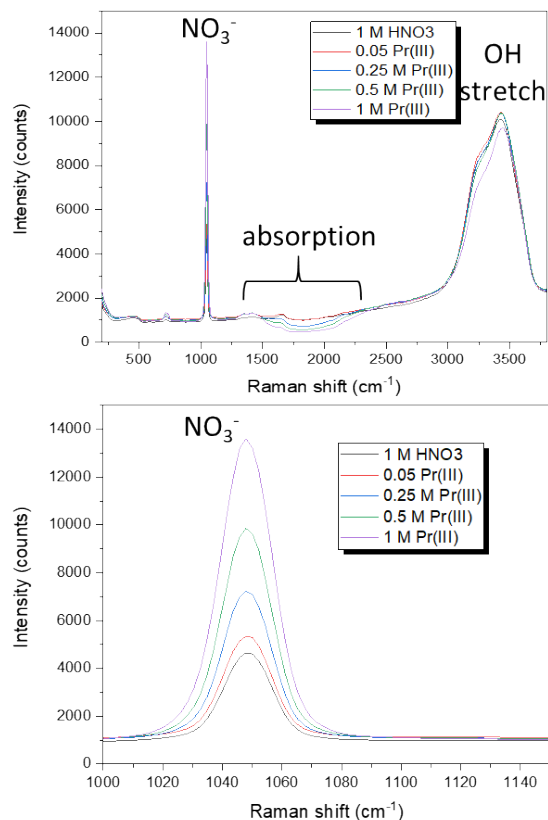 NO₃⁻
1 M HNO3
0.05 Pr(III)
0.25 M Pr(III)
0.5 M Pr(III)
1 M Pr(III)
OH
stretch
absorption
14000
12000
10000
8000
6000
4000
2000
0
Intensity (counts)
500 1000 1500 2000 2500 3000 3500
Raman shift (cm⁻¹)
NO₃⁻
1 M HNO3
0.05 Pr(III)
0.25 M Pr(III)
0.5 M Pr(III)
1 M Pr(III)
14000
12000
10000
8000
6000
4000
2000
0
Intensity (counts)
1000 1020 1040 1060 1080 1100 1120 1140
Raman shift (cm⁻¹)